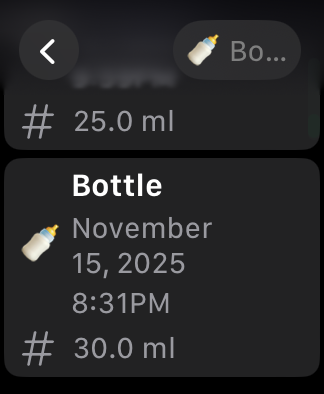 Bo...
# 25.0 ml
Bottle
November
15, 2025
8:31PM
# 30.0 ml